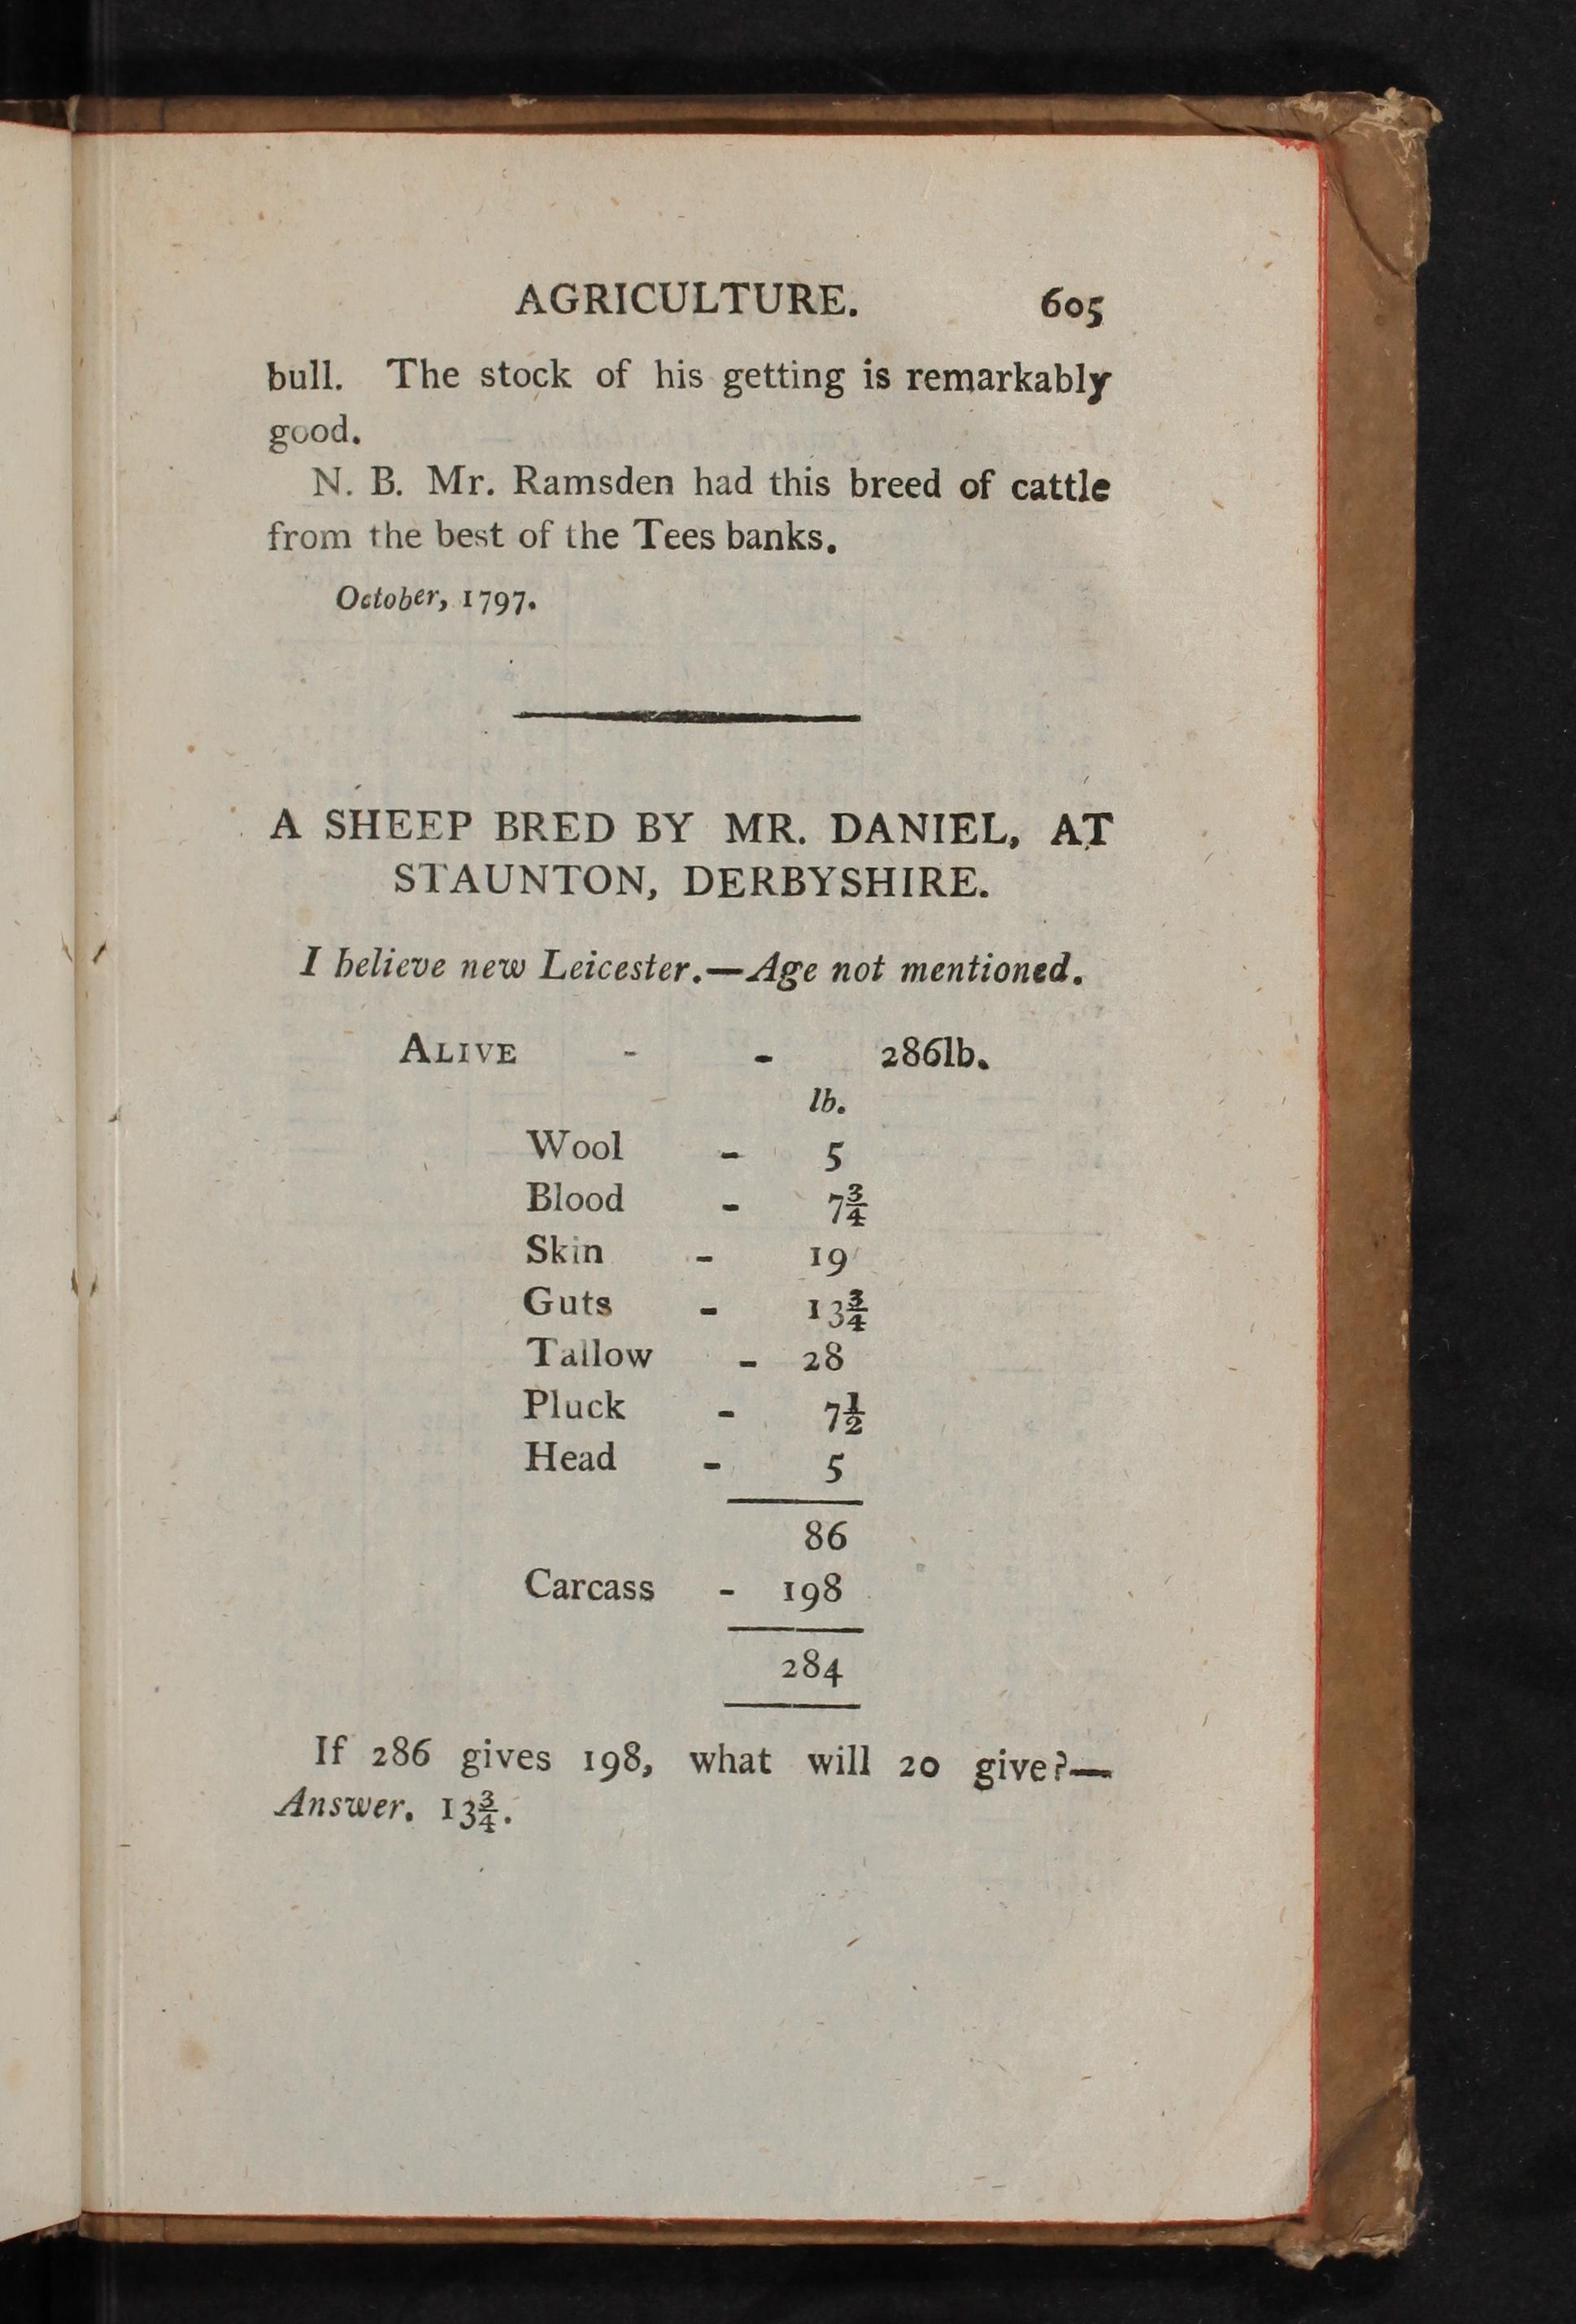 AGRICULTURE. 605
bull. The stock of his getting is remarkably
good.
N. B. Mr. Ramsden had this breed of cattle
from the best of the Tees banks.
October, 1797.
A SHEEP BRED BY MR. DANIEL, AT
STAUNTON, DERBYSHIRE.
I believe new Leicester.—Age not mentioned.
ALIVE - - 286lb.
lb.
Wool - 5
Blood - 7¾
Skin - 19
Guts - 13¾
Tallow - 28
Pluck - 7½
Head - 5
86
Carcass - 198
284
If 286 gives 198, what will 20 give?—
Answer. 13¾.